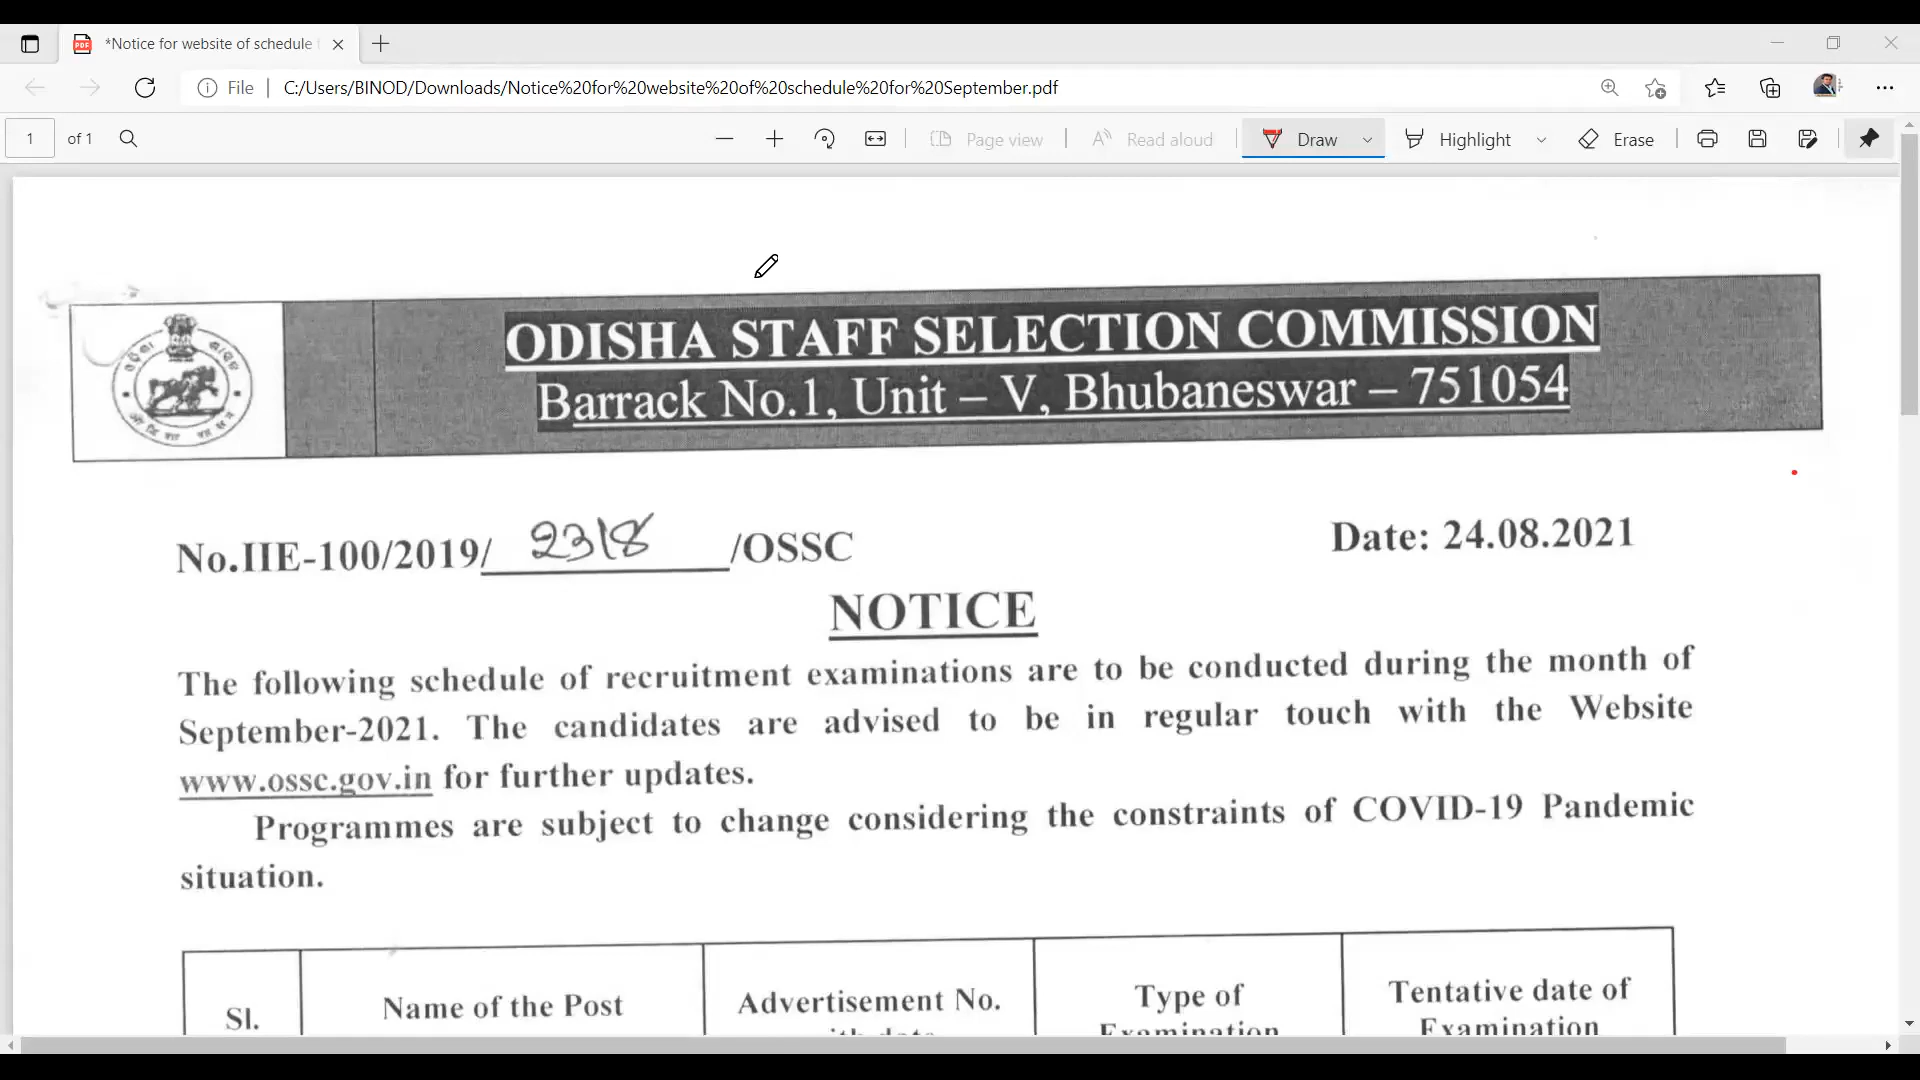 *Notice for website of schedule
File
C:/Users/BINOD/Downloads/Notice%20for%20website%20of%20schedule%20for%20September.pdf
1 of 1
Page view
Read aloud
Draw
Highlight
Erase
ODISHA STAFF SELECTION COMMISSION
Barrack No.1, Unit – V, Bhubaneswar – 751054
No.IIE-100/2019/ 2318 /OSSC
Date: 24.08.2021
NOTICE
The following schedule of recruitment examinations are to be conducted during the month of
September-2021. The candidates are advised to be in regular touch with the Website
www.ossc.gov.in for further updates.
Programmes are subject to change considering the constraints of COVID-19 Pandemic
situation.
Sl.
Name of the Post
Advertisement No.
Type of
Examination
Tentative date of
Examination